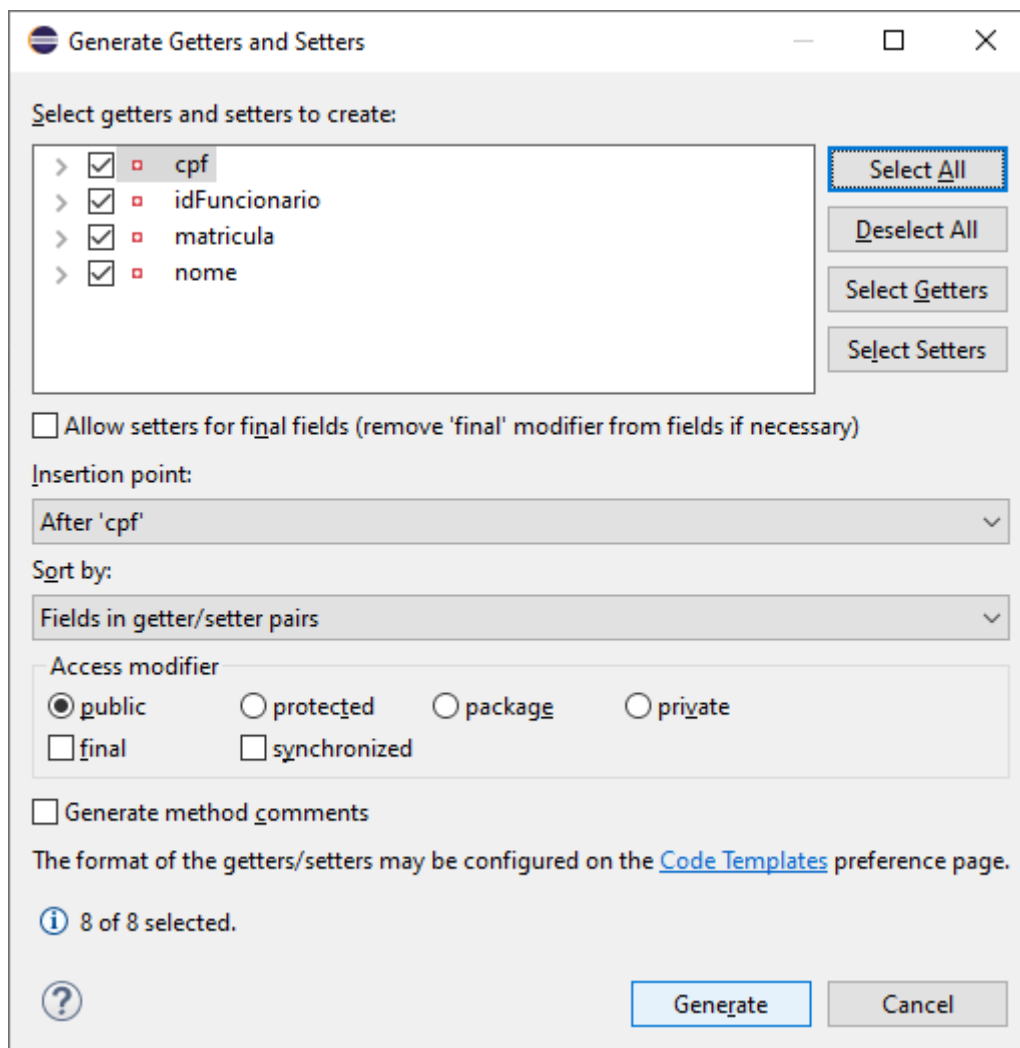 Generate Getters and Setters
Select getters and setters to create:
cpf
idFuncionario
matricula
nome
Select All
Deselect All
Select Getters
Select Setters
Allow setters for final fields (remove 'final' modifier from fields if necessary)
Insertion point:
After 'cpf'
Sort by:
Fields in getter/setter pairs
Access modifier
public protected package private
final synchronized
Generate method comments
The format of the getters/setters may be configured on the Code Templates preference page.
8 of 8 selected.
Generate Cancel